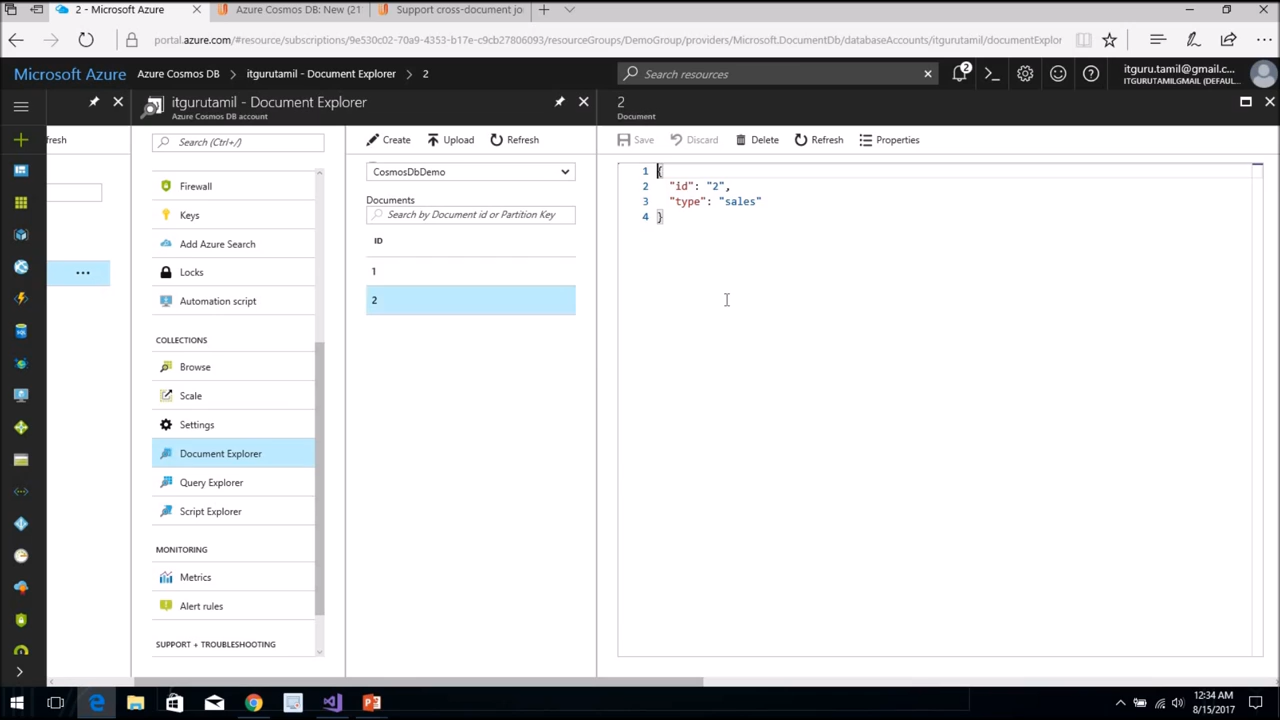 2 - Microsoft Azure
Azure Cosmos DB: New (21
Support cross-document jo
portal.azure.com/#resource/subscriptions/9e530c02-70a9-4353-b17e-c9cb27806093/resourceGroups/DemoGroup/providers/Microsoft.DocumentDb/databaseAccounts/itgurutamil/documentExplor
Microsoft Azure
Azure Cosmos DB > itgurutamil - Document Explorer > 2
Search resources
2
itguru.tamil@gmail.c...
ITGURUTAMILGMAIL (DEFAUL...
itgurutamil - Document Explorer
Azure Cosmos DB account
2
Document
fresh
Search (Ctrl+/)
Firewall
Keys
Add Azure Search
Locks
Automation script
COLLECTIONS
Browse
Scale
Settings
Document Explorer
Query Explorer
Script Explorer
MONITORING
Metrics
Alert rules
SUPPORT + TROUBLESHOOTING
Create Upload Refresh
CosmosDbDemo
Documents
Search by Document id or Partition Key
ID
1
2
Save Discard Delete Refresh Properties
1 {
2 "id": "2",
3 "type": "sales"
4 }
12:34 AM
8/15/2017